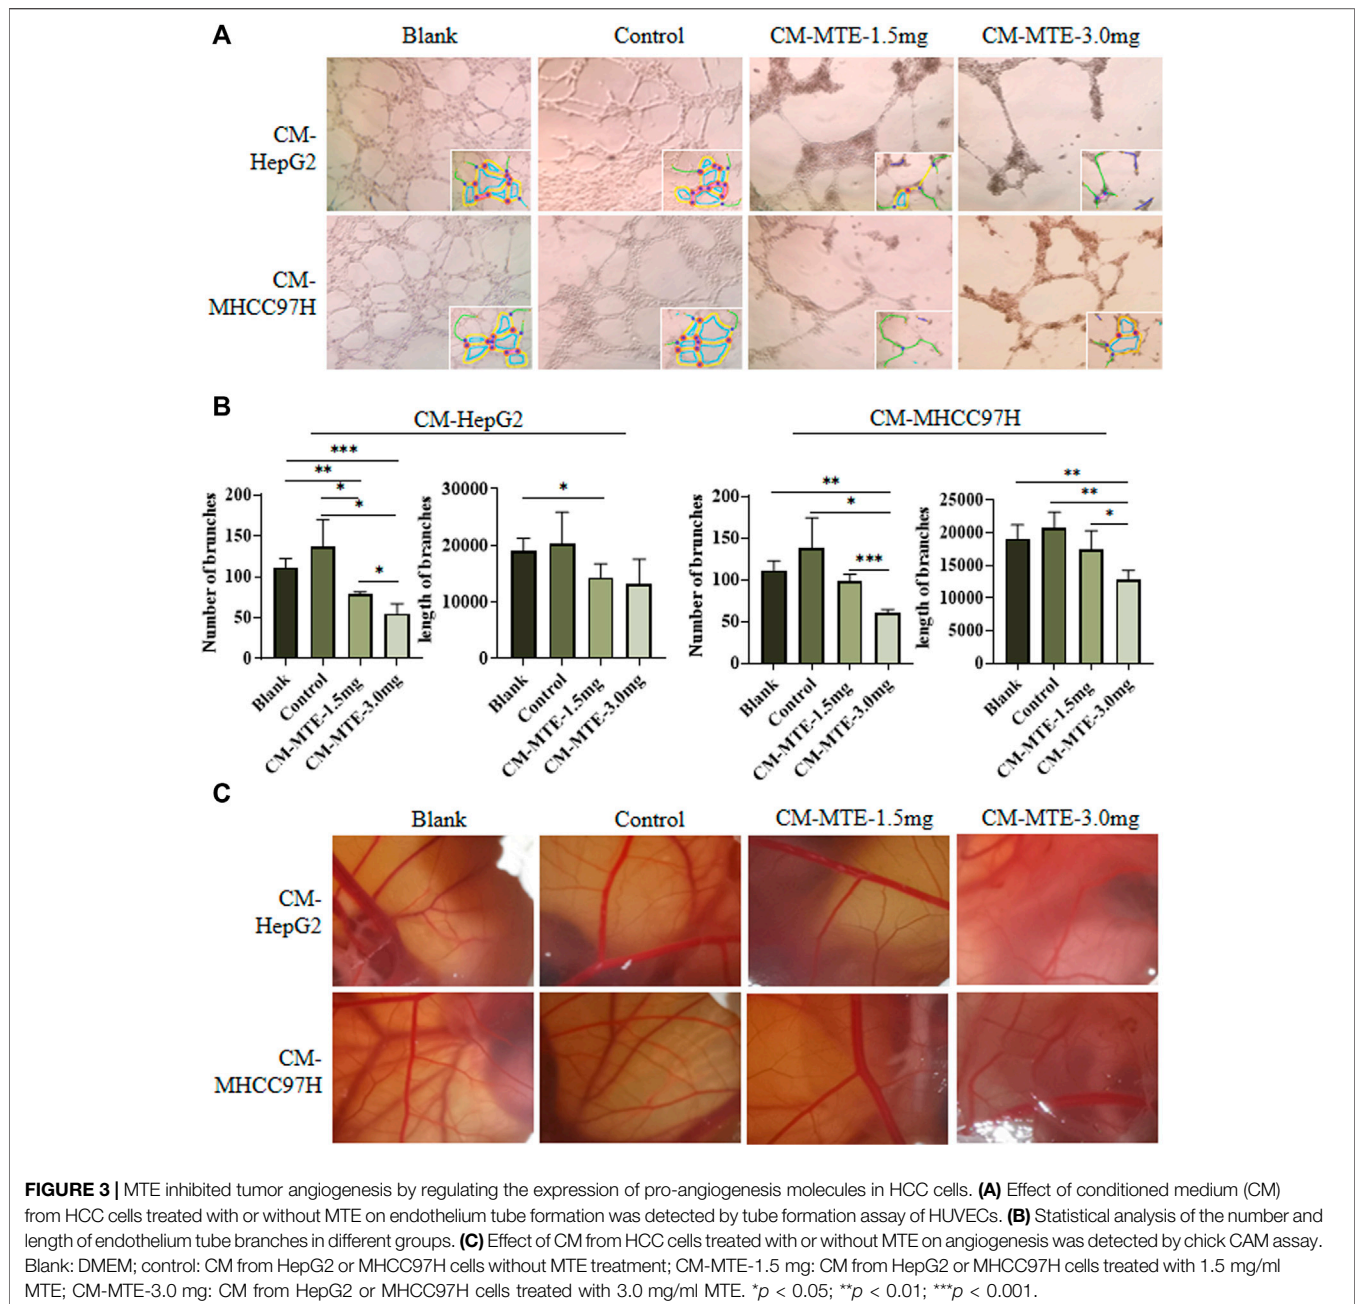 A
Blank Control CM-MTE-1.5mg CM-MTE-3.0mg
CM-
HepG2
CM-
MHCC97H
B
CM-HepG2 CM-MHCC97H
Number of brunches
200
150
100
50
0
***
**
*
*
*
Blank
Control
CM-MTE-1.5mg
CM-MTE-3.0mg
length of branches
30000
20000
10000
0
*
Blank
Control
CM-MTE-1.5mg
CM-MTE-3.0mg
Number of brunches
200
150
100
50
0
**
*
***
Blank
Control
CM-MTE-1.5mg
CM-MTE-3.0mg
length of branches
25000
20000
15000
10000
5000
0
**
**
*
Blank
Control
CM-MTE-1.5mg
CM-MTE-3.0mg
C
Blank Control CM-MTE-1.5mg CM-MTE-3.0mg
CM-
HepG2
CM-
MHCC97H
FIGURE 3 | MTE inhibited tumor angiogenesis by regulating the expression of pro-angiogenesis molecules in HCC cells. (A) Effect of conditioned medium (CM)
from HCC cells treated with or without MTE on endothelium tube formation was detected by tube formation assay of HUVECs. (B) Statistical analysis of the number and
length of endothelium tube branches in different groups. (C) Effect of CM from HCC cells treated with or without MTE on angiogenesis was detected by chick CAM assay.
Blank: DMEM; control: CM from HepG2 or MHCC97H cells without MTE treatment; CM-MTE-1.5 mg: CM from HepG2 or MHCC97H cells treated with 1.5 mg/ml
MTE; CM-MTE-3.0 mg: CM from HepG2 or MHCC97H cells treated with 3.0 mg/ml MTE. *p < 0.05; **p < 0.01; ***p < 0.001.